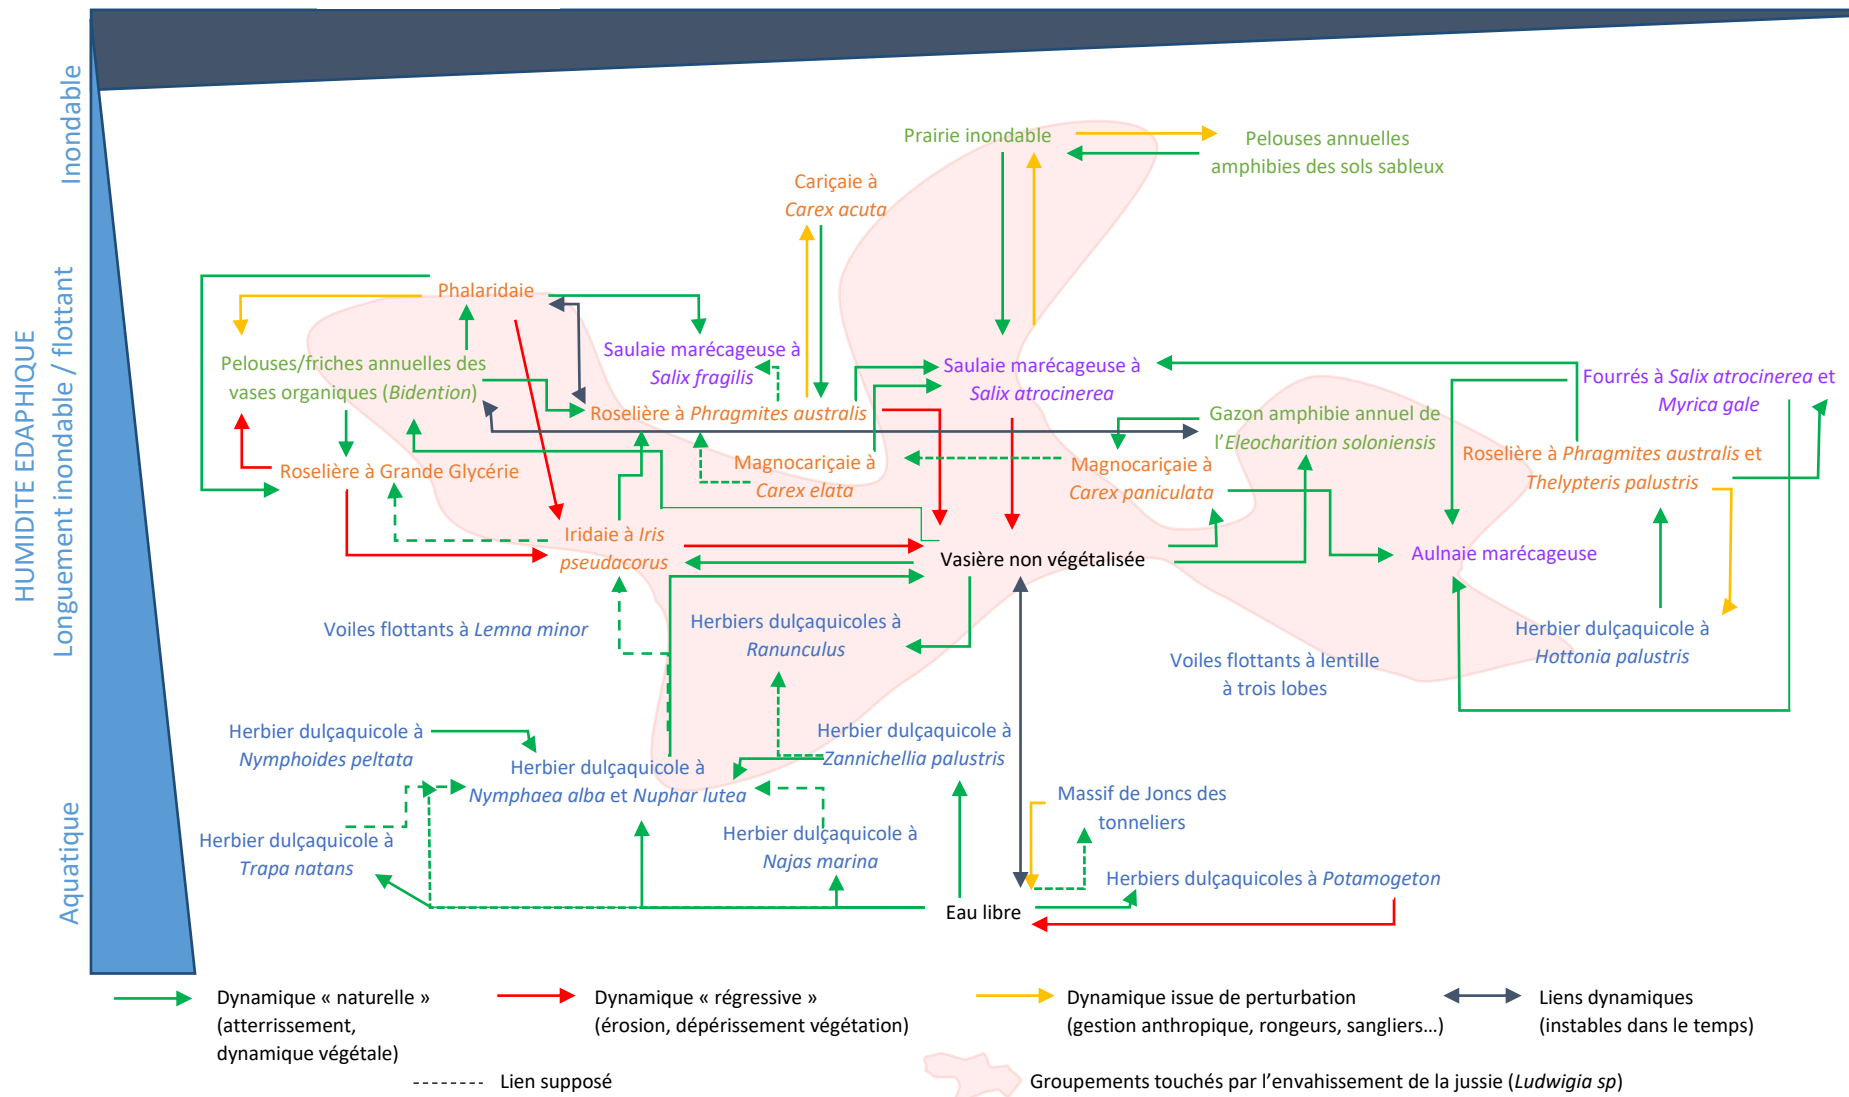 HUMIDITE EDAPHIQUE
Inondable
Longuement inondable / flottant
Aquatique
Prairie inondable
Pelouses annuelles
amphibies des sols sableux
Cariçaie à
Carex acuta
Phalaridaie
Pelouses/friches annuelles des
vases organiques (Bidention)
Saulaie marécageuse à
Salix fragilis
Saulaie marécageuse à
Salix atrocinerea
Fourrés à Salix atrocinerea et
Myrica gale
Roselière à Phragmites australis
Gazon amphibie annuel de
l’Eleocharition soloniensis
Roselière à Grande Glycérie
Magnocariçaie à
Carex elata
Magnocariçaie à
Carex paniculata
Roselière à Phragmites australis et
Thelypteris palustris
Iridaie à Iris
pseudacorus
Vasière non végétalisée
Aulnaie marécageuse
Voiles flottants à Lemna minor
Herbiers dulçaquicoles à
Ranunculus
Voiles flottants à lentille
à trois lobes
Herbier dulçaquicole à
Hottonia palustris
Herbier dulçaquicole à
Nymphoides peltata
Herbier dulçaquicole à
Nymphaea alba et Nuphar lutea
Herbier dulçaquicole à
Zannichellia palustris
Massif de Joncs des
tonneliers
Herbier dulçaquicole à
Trapa natans
Herbier dulçaquicole à
Najas marina
Herbiers dulçaquicoles à Potamogeton
Eau libre
Dynamique « naturelle »
(atterrissement,
dynamique végétale)
Dynamique « régressive »
(érosion, dépérissement végétation)
Dynamique issue de perturbation
(gestion anthropique, rongeurs, sangliers…)
Liens dynamiques
(instables dans le temps)
Lien supposé
Groupements touchés par l’envahissement de la jussie (Ludwigia sp)